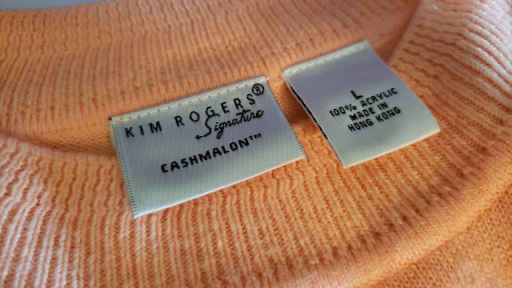 KIM ROGERS®
Signature
CASHMALON™
L
100% ACRYLIC
MADE IN
HONG KONG